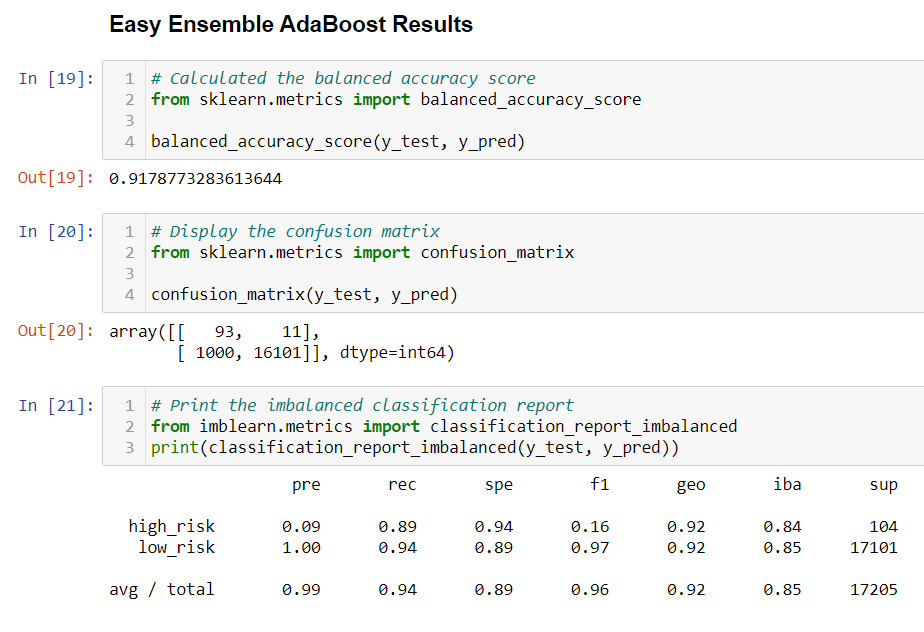 Easy Ensemble AdaBoost Results
In [19]:
1 # Calculated the balanced accuracy score
2 from sklearn.metrics import balanced_accuracy_score
3
4 balanced_accuracy_score(y_test, y_pred)
Out[19]: 0.9178773283613644
In [20]:
1 # Display the confusion matrix
2 from sklearn.metrics import confusion_matrix
3
4 confusion_matrix(y_test, y_pred)
Out[20]: array([[   93,    11],
       [ 1000, 16101]], dtype=int64)
In [21]:
1 # Print the imbalanced classification report
2 from imblearn.metrics import classification_report_imbalanced
3 print(classification_report_imbalanced(y_test, y_pred))
pre rec spe f1 geo iba sup
high_risk 0.09 0.89 0.94 0.16 0.92 0.84 104
low_risk 1.00 0.94 0.89 0.97 0.92 0.85 17101
avg / total 0.99 0.94 0.89 0.96 0.92 0.85 17205